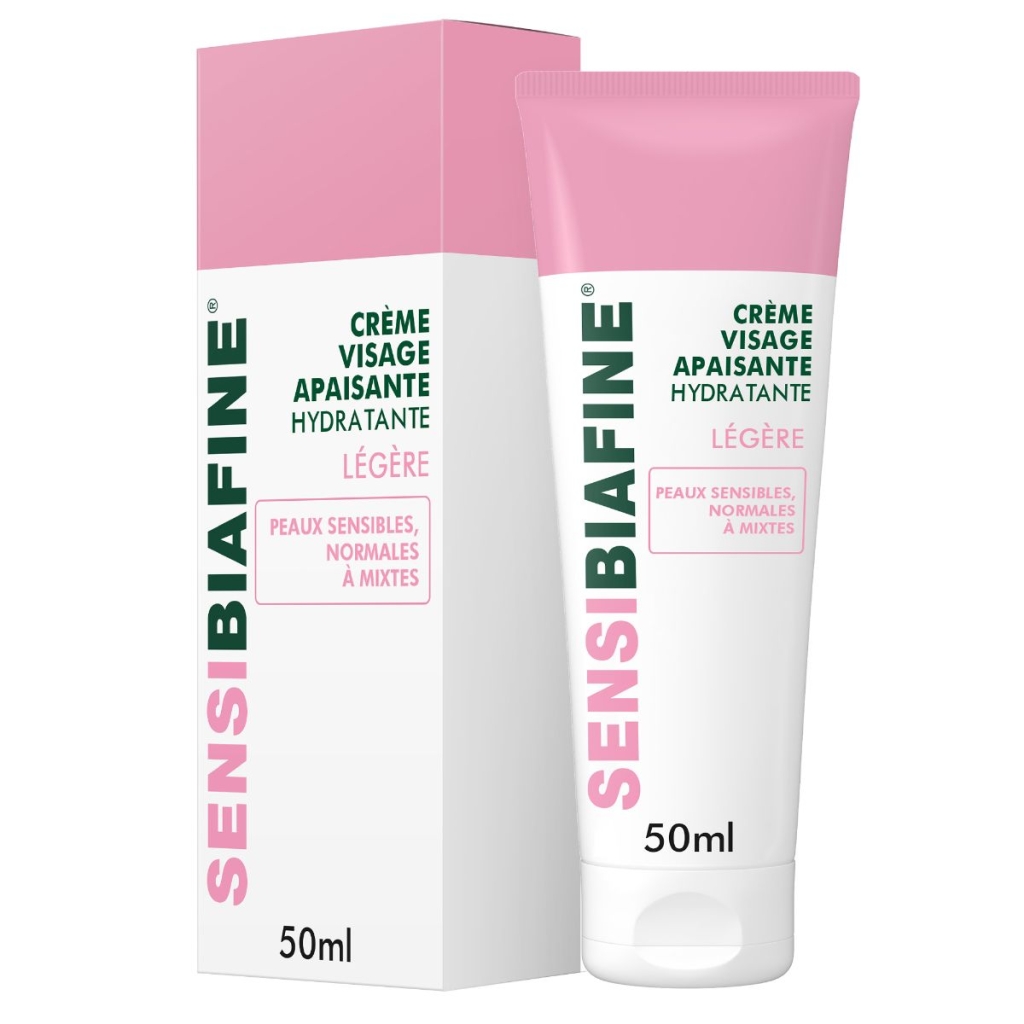 SENSIBIAFINE®
CRÈME
VISAGE
APAISANTE
HYDRATANTE
LÉGÈRE
PEAUX SENSIBLES,
NORMALES
À MIXTES
50ml
SENSIBIAFINE®
CRÈME
VISAGE
APAISANTE
HYDRATANTE
LÉGÈRE
PEAUX SENSIBLES,
NORMALES
À MIXTES
50ml